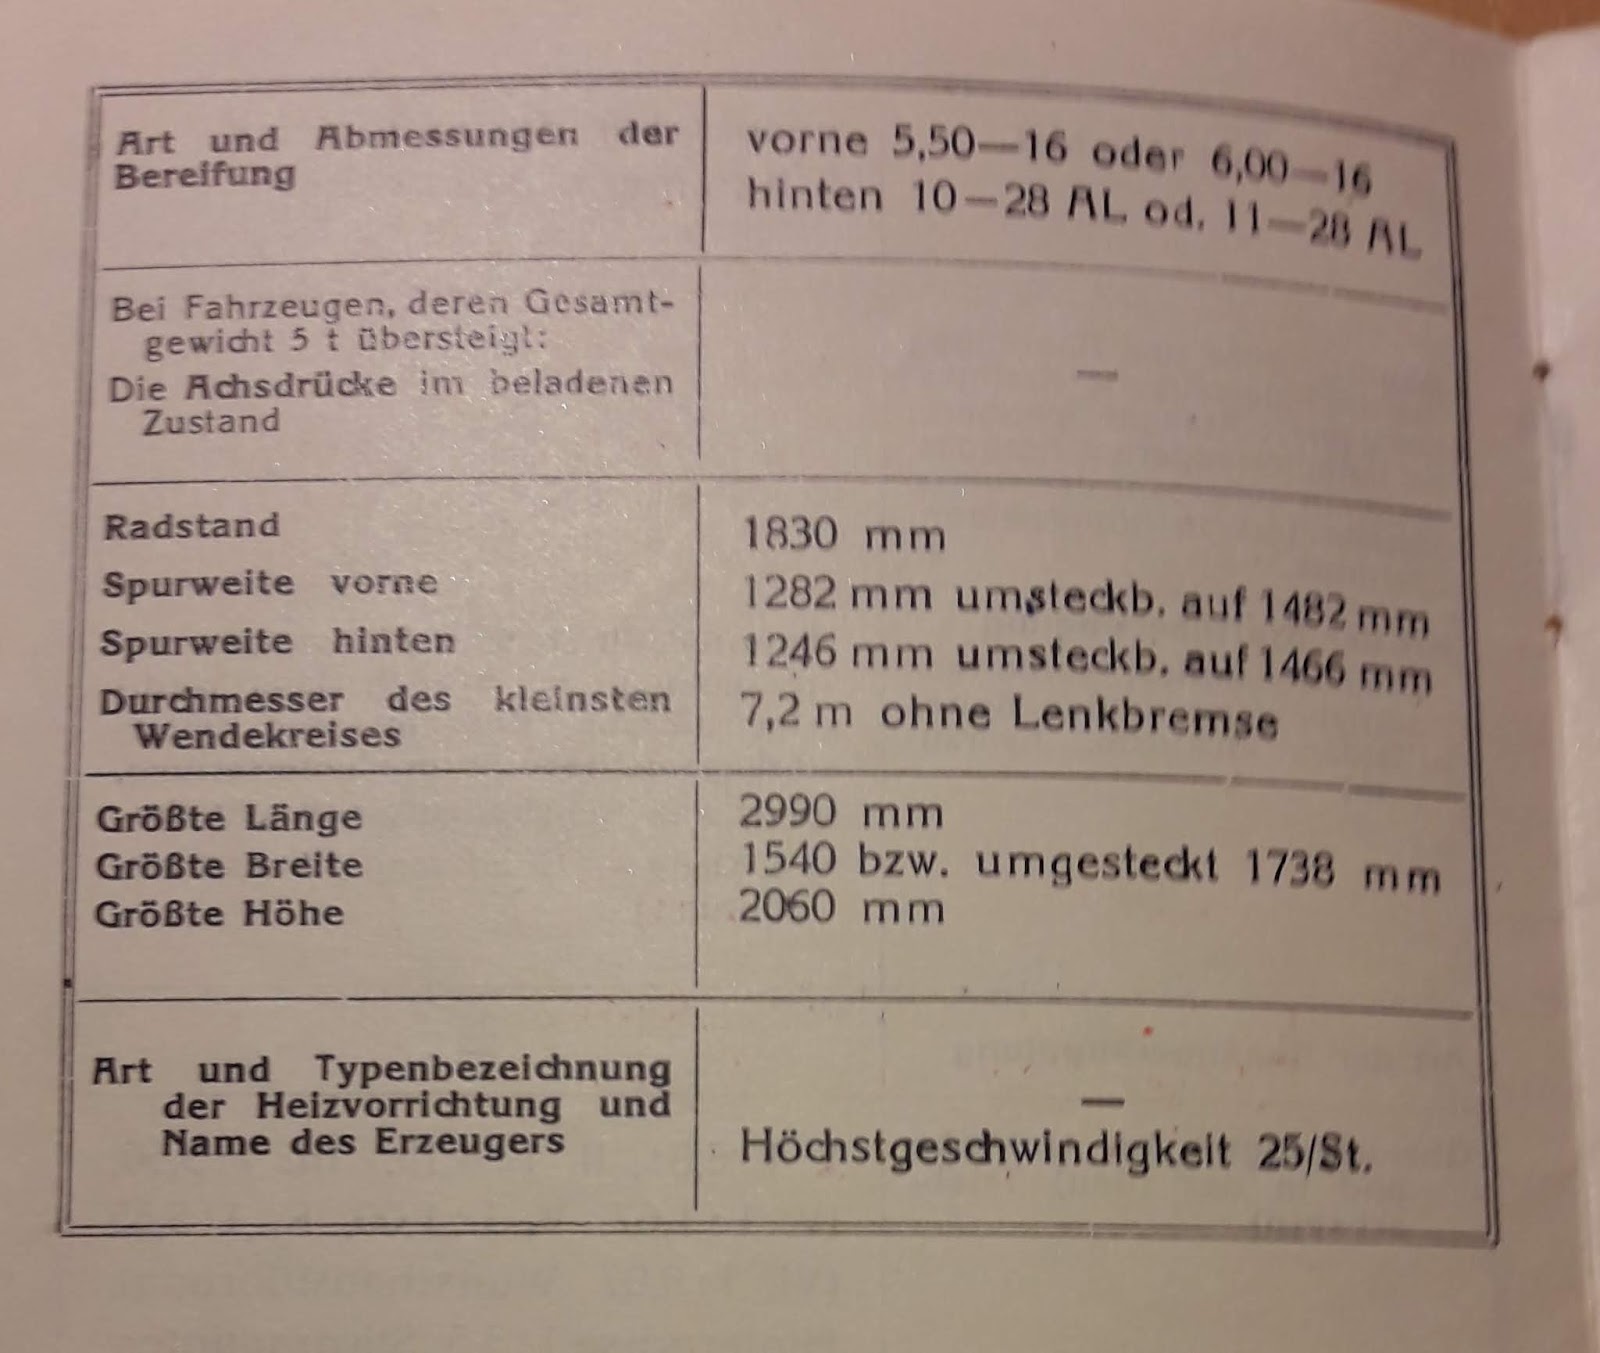 Art und Abmessungen der
Bereifung
vorne 5,50—16 oder 6,00—16
hinten 10—28 AL od. 11—28 AL
Bei Fahrzeugen, deren Gesamt-
gewicht 5 t übersteigt:
Die Achsdrücke im beladenen
Zustand
—
Radstand
1830 mm
Spurweite vorne
1282 mm umsteckb. auf 1482 mm
Spurweite hinten
1246 mm umsteckb. auf 1466 mm
Durchmesser des kleinsten
Wendekreises
7,2 m ohne Lenkbremse
Größte Länge
2990 mm
Größte Breite
1540 bzw. umgesteckt 1738 mm
Größte Höhe
2060 mm
Art und Typenbezeichnung
der Heizvorrichtung und
Name des Erzeugers
—
Höchstgeschwindigkeit 25/St.